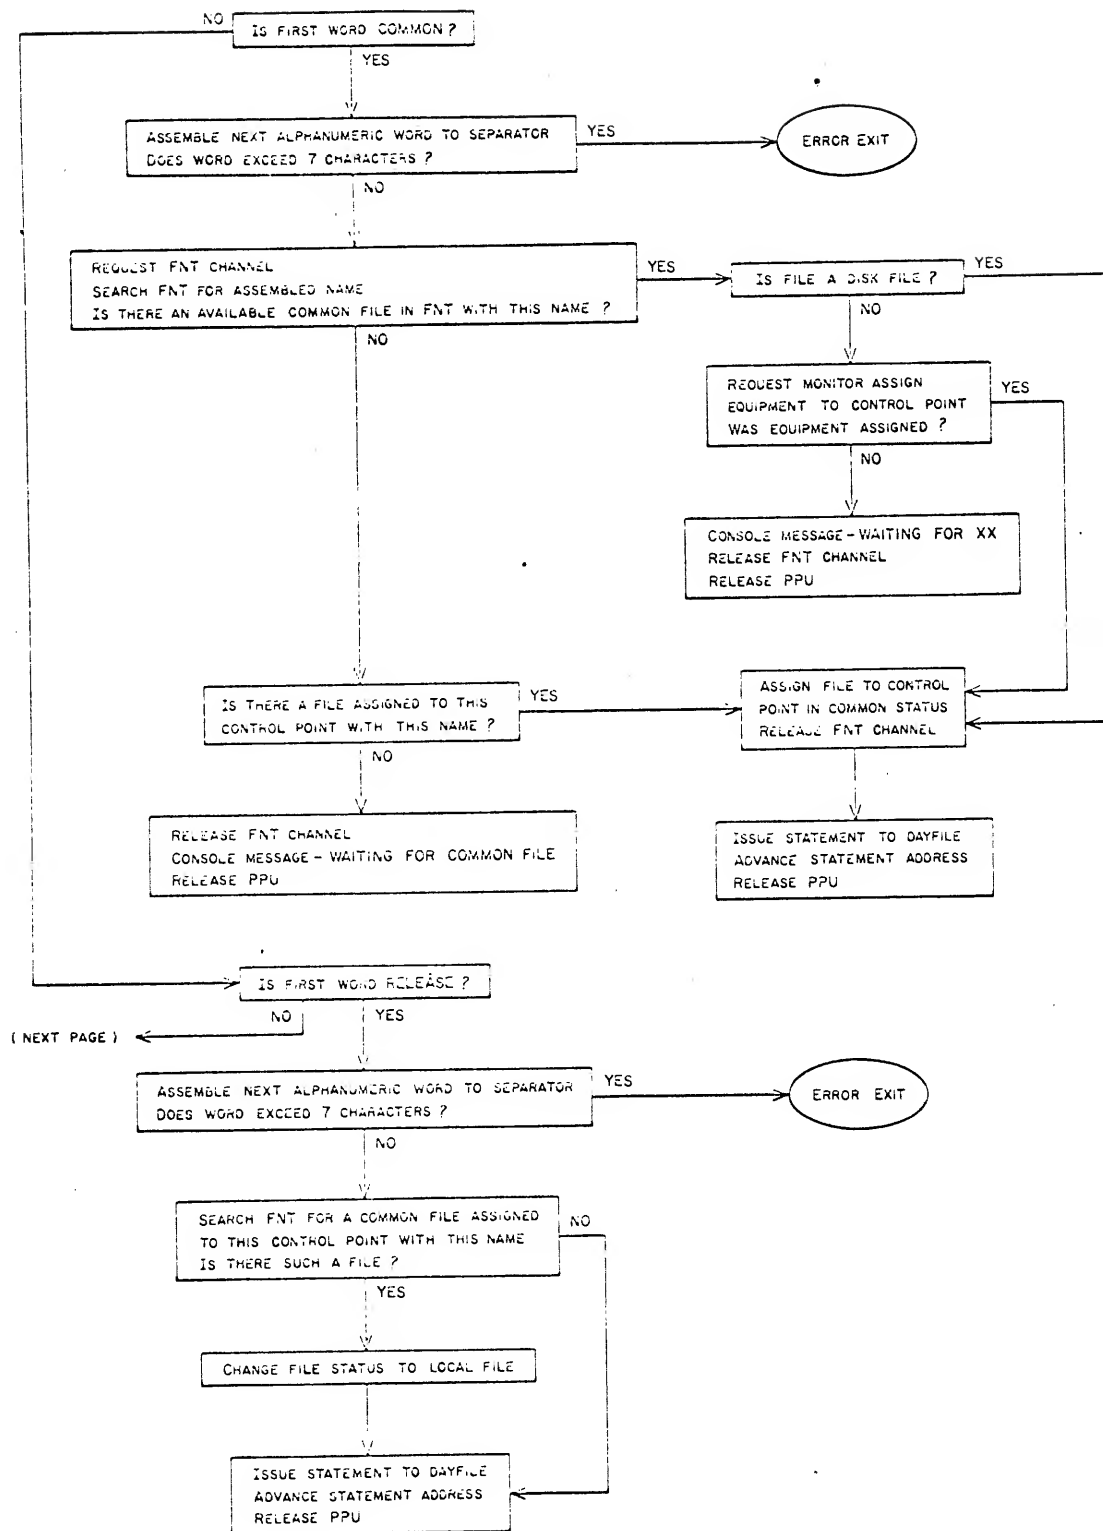 NO
IS FIRST WORD COMMON?
YES
ASSEMBLE NEXT ALPHANUMERIC WORD TO SEPARATOR
DOES WORD EXCEED 7 CHARACTERS?
YES
ERROR EXIT
NO
REQUEST FNT CHANNEL
SEARCH FNT FOR ASSEMBLED NAME
IS THERE AN AVAILABLE COMMON FILE IN FNT WITH THIS NAME ?
YES
IS FILE A DISK FILE?
YES
NO
NO
REQUEST MONITOR ASSIGN
EQUIPMENT TO CONTROL POINT
WAS EQUIPMENT ASSIGNED ?
YES
NO
CONSOLE MESSAGE-WAITING FOR XX
RELEASE FNT CHANNEL
RELEASE PPU
IS THERE A FILE ASSIGNED TO THIS
CONTROL POINT WITH THIS NAME ?
YES
ASSIGN FILE TO CONTROL
POINT IN COMMON STATUS
RELEASE FNT CHANNEL
NO
RELEASE FNT CHANNEL
CONSOLE MESSAGE-WAITING FOR COMMON FILE
RELEASE PPU
ISSUE STATEMENT TO DAYFILE
ADVANCE STATEMENT ADDRESS
RELEASE PPU
IS FIRST WORD RELEASE?
NO
YES
(NEXT PAGE)
ASSEMBLE NEXT ALPHANUMERIC WORD TO SEPARATOR
DOES WORD EXCEED 7 CHARACTERS?
YES
ERROR EXIT
NO
SEARCH FNT FOR A COMMON FILE ASSIGNED
TO THIS CONTROL POINT WITH THIS NAME
IS THERE SUCH A FILE?
NO
YES
CHANGE FILE STATUS TO LOCAL FILE
ISSUE STATEMENT TO DAYFILE
ADVANCE STATEMENT ADDRESS
RELEASE PPU